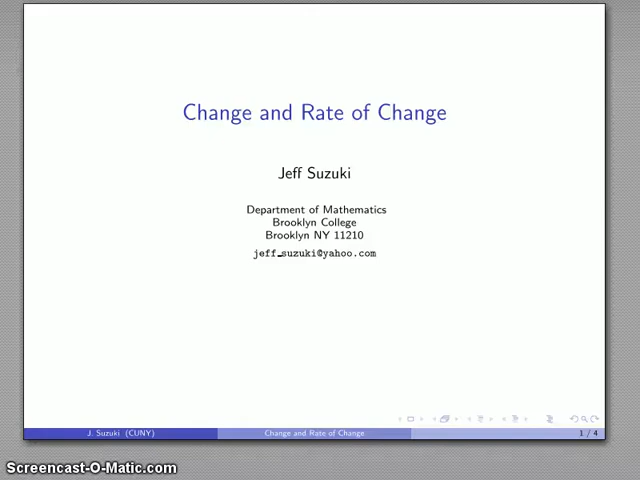 Change and Rate of Change
Jeff Suzuki
Department of Mathematics
Brooklyn College
Brooklyn NY 11210
jeff_suzuki@yahoo.com
J. Suzuki (CUNY)
Change and Rate of Change
1 / 4
Screencast-O-Matic.com